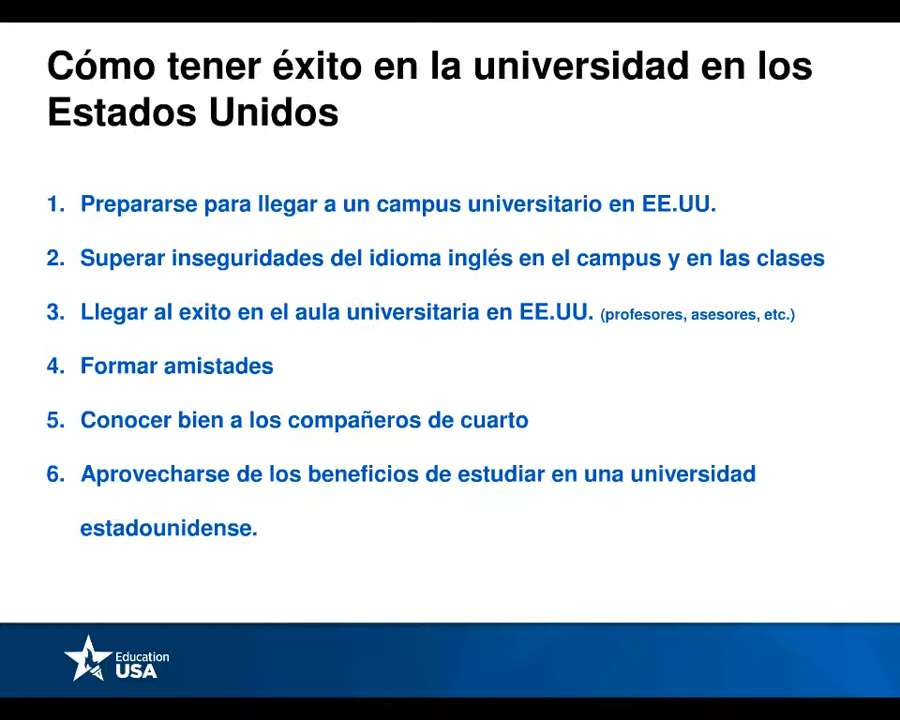 Cómo tener éxito en la universidad en los
Estados Unidos
1. Prepararse para llegar a un campus universitario en EE.UU.
2. Superar inseguridades del idioma inglés en el campus y en las clases
3. Llegar al exito en el aula universitaria en EE.UU. (profesores, asesores, etc.)
4. Formar amistades
5. Conocer bien a los compañeros de cuarto
6. Aprovecharse de los beneficios de estudiar en una universidad
estadounidense.
Education
USA